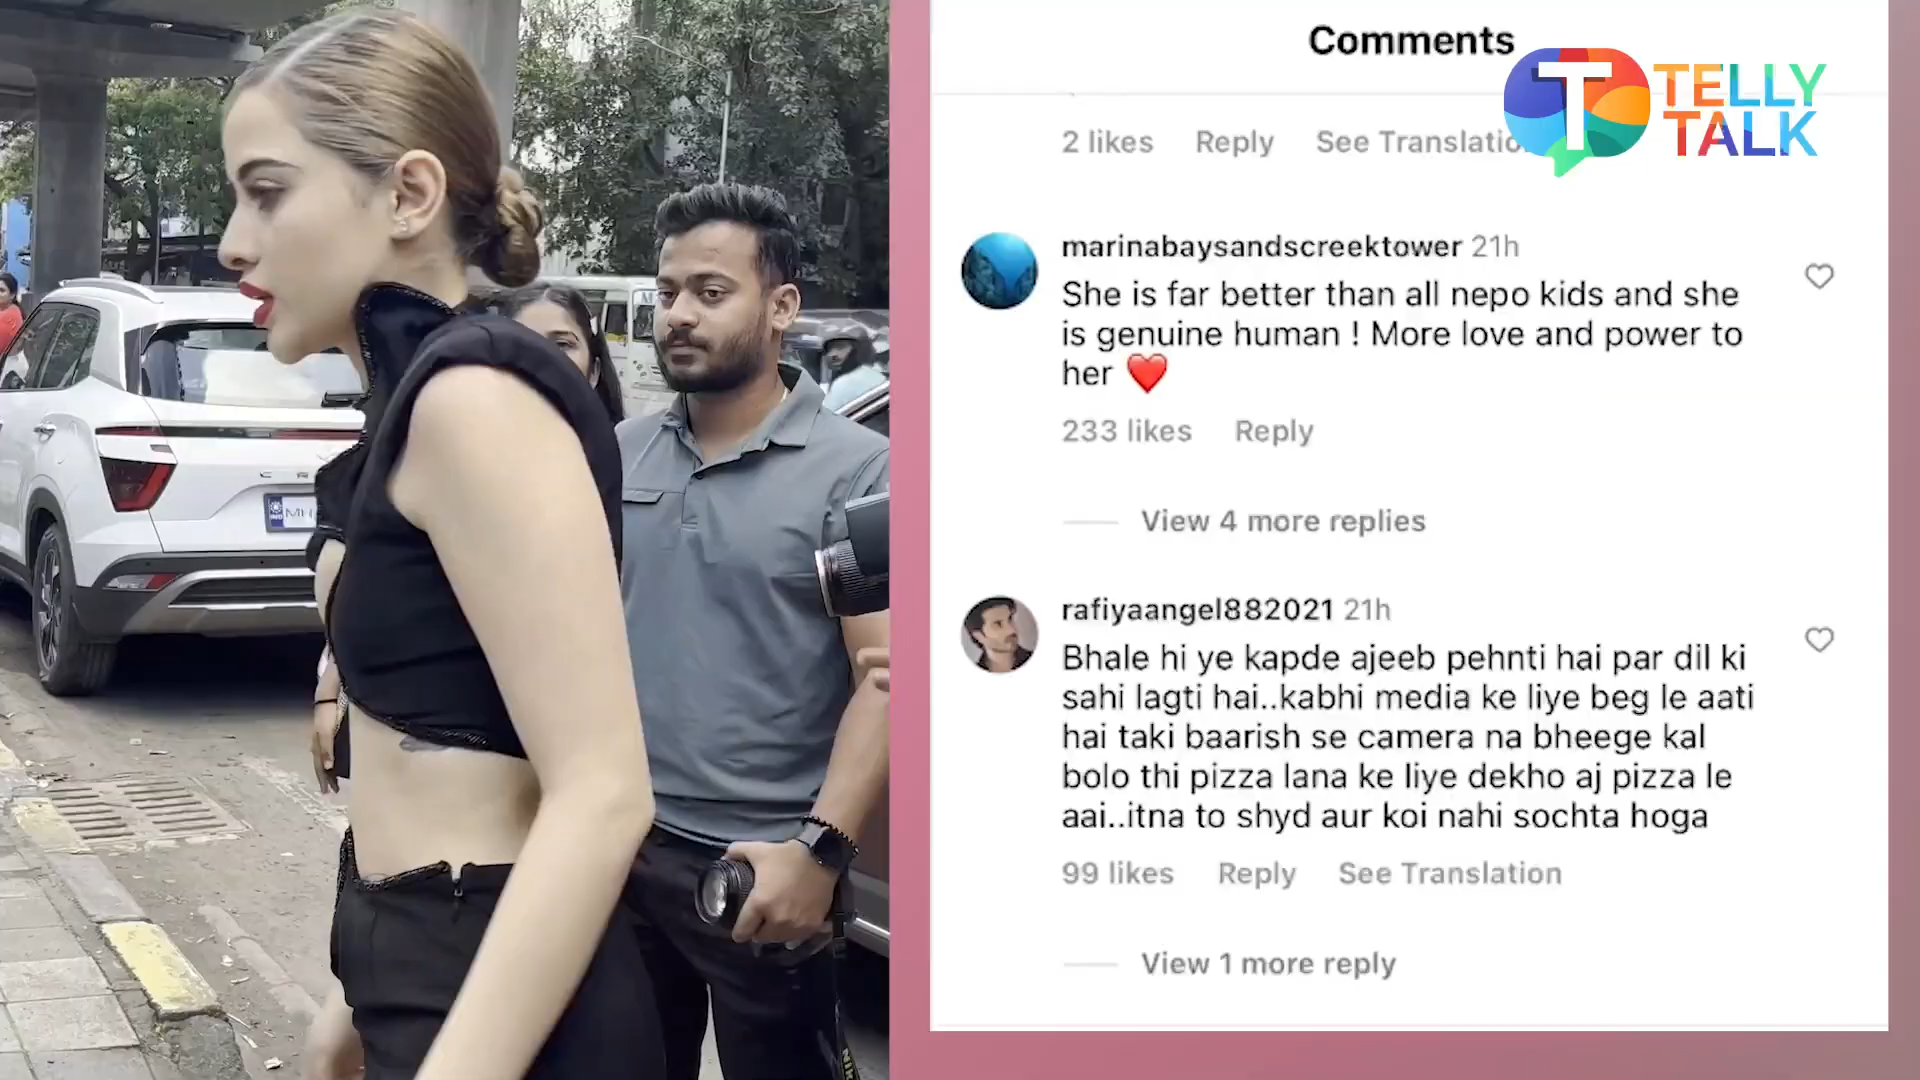 Comments
TELLY
TALK
2 likes Reply See Translatio
marinabaysandscreektower 21h
She is far better than all nepo kids and she
is genuine human ! More love and power to
her ❤️
233 likes Reply
View 4 more replies
rafiyaangel882021 21h
Bhale hi ye kapde ajeeb pehnti hai par dil ki
sahi lagti hai..kabhi media ke liye beg le aati
hai taki baarish se camera na bheege kal
bolo thi pizza lana ke liye dekho aj pizza le
aai..itna to shyd aur koi nahi sochta hoga
99 likes Reply See Translation
View 1 more reply
MH